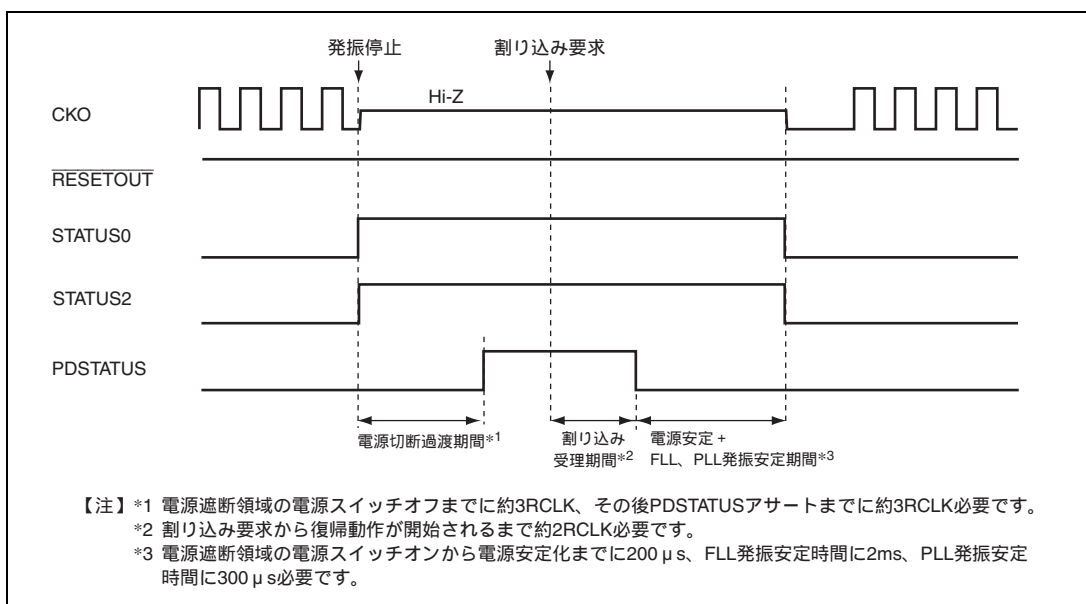 発振停止 割り込み要求
CKO Hi-Z
RESETOUT
STATUS0
STATUS2
PDSTATUS
電源切断過渡期間*1
割り込み
受理期間*2
電源安定+
FLL、PLL発振安定期間*3
【注】*1 電源遮断領域の電源スイッチオフまでに約3RCLK、その後PDSTATUSアサートまでに約3RCLK必要です。
*2 割り込み要求から復帰動作が開始されるまで約2RCLK必要です。
*3 電源遮断領域の電源スイッチオンから電源安定化までに200μs、FLL発振安定時間に2ms、PLL発振安定
時間に300μs必要です。